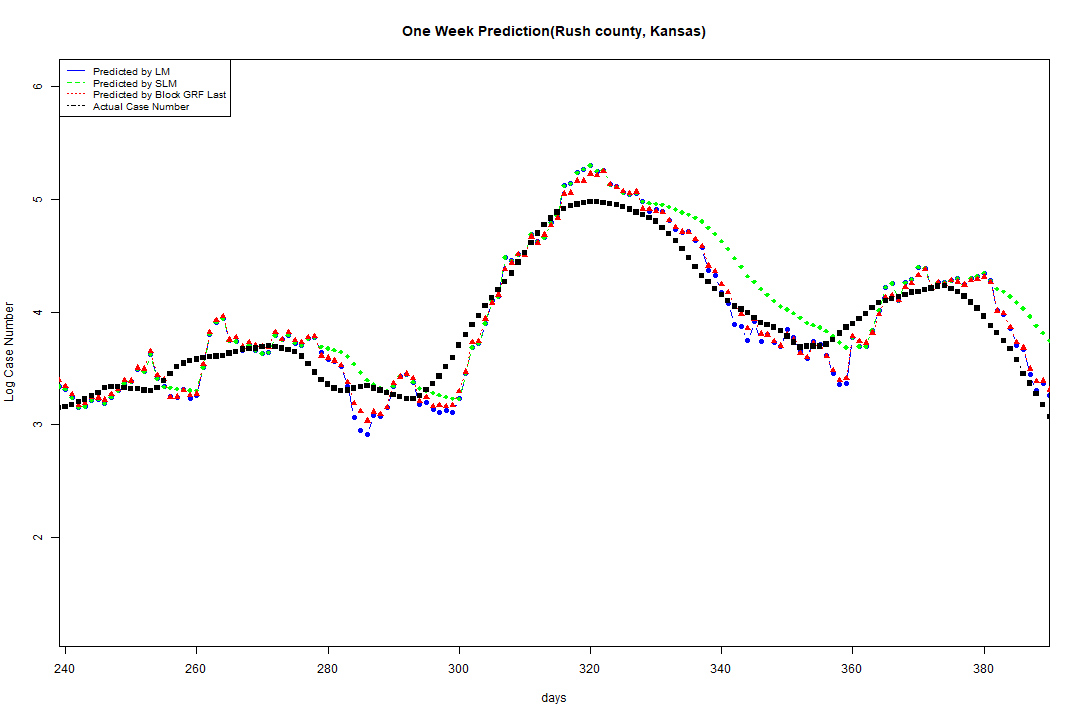 One Week Prediction(Rush county, Kansas)
Predicted by LM
Predicted by SLM
Predicted by Block GRF Last
Actual Case Number
6
5
4
3
2
Log Case Number
240 260 280 300 320 340 360 380
days